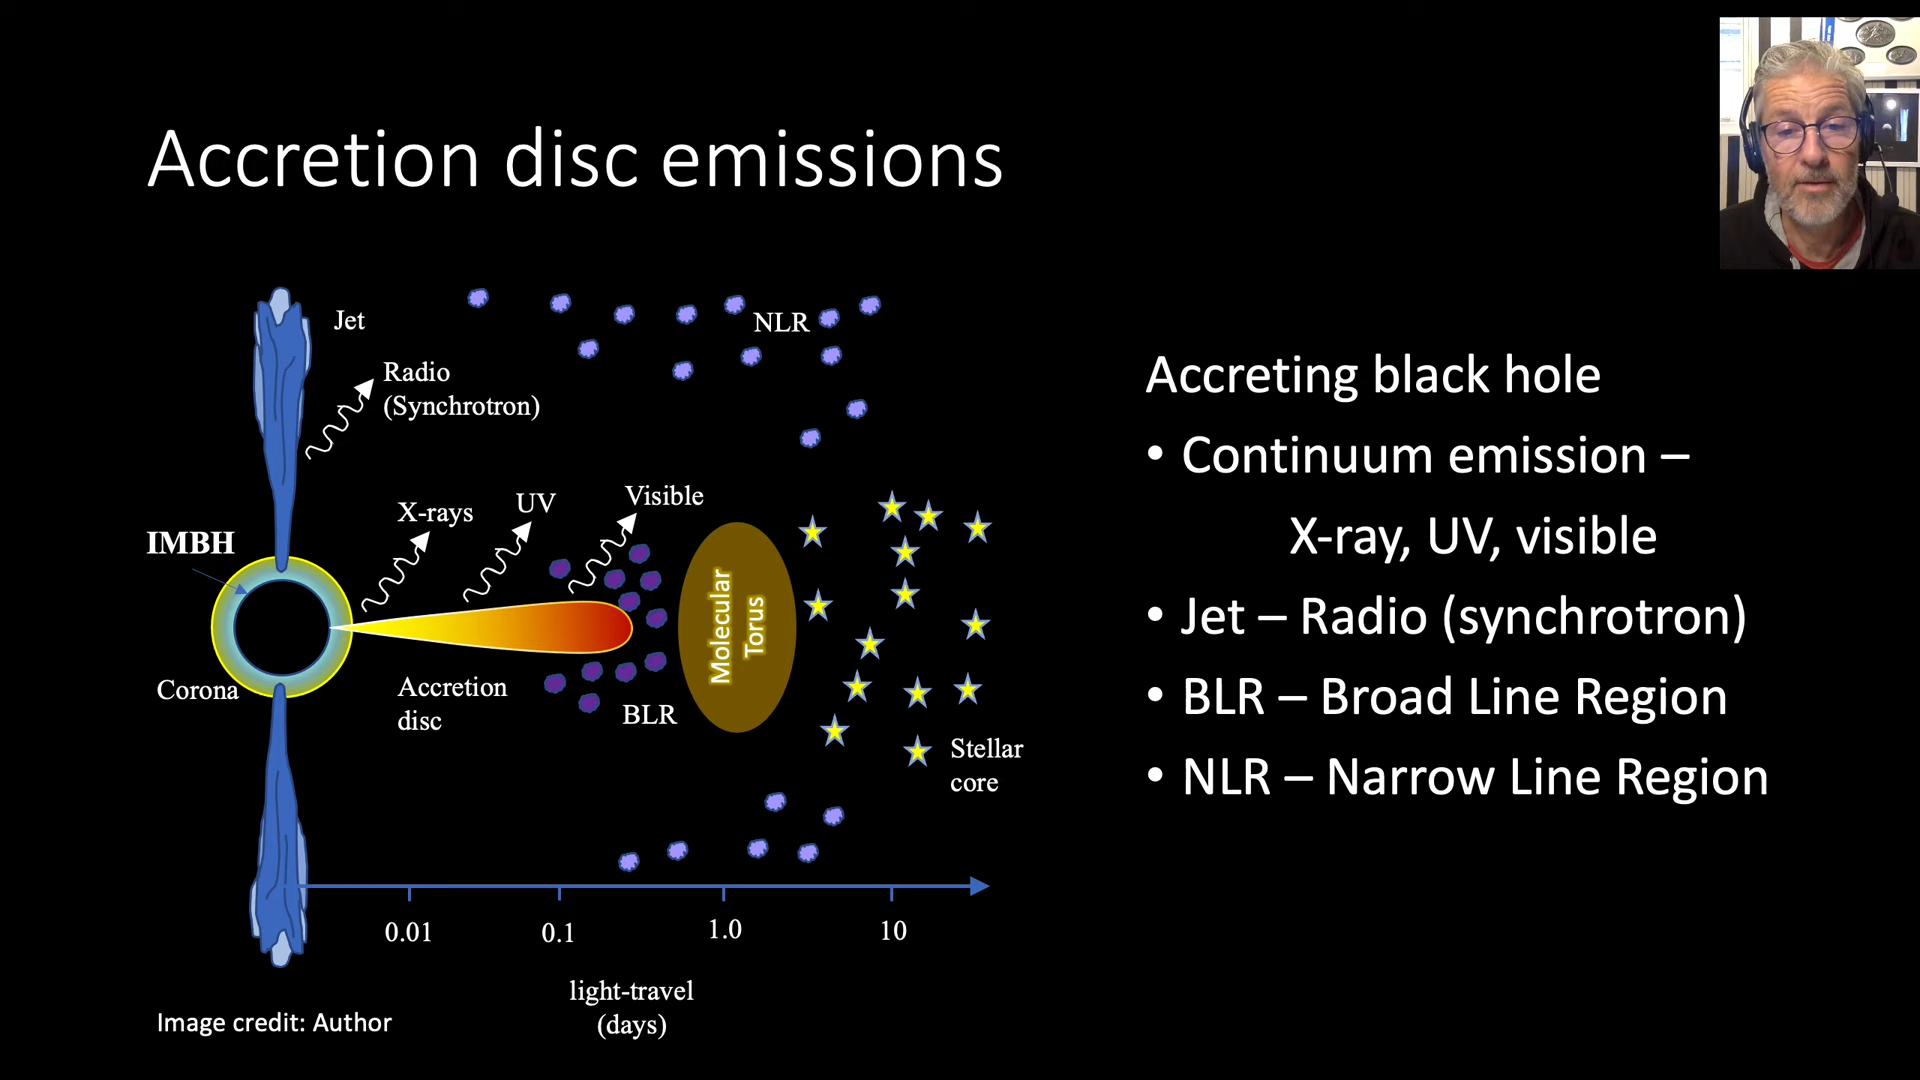 Accretion disc emissions
Jet
NLR
Radio
(Synchrotron)
X-rays
UV
Visible
IMBH
Molecular
Torus
Corona
Accretion
disc
BLR
Stellar
core
0.01
0.1
1.0
10
light-travel
(days)
Image credit: Author
Accreting black hole
• Continuum emission –
X-ray, UV, visible
• Jet – Radio (synchrotron)
• BLR – Broad Line Region
• NLR – Narrow Line Region